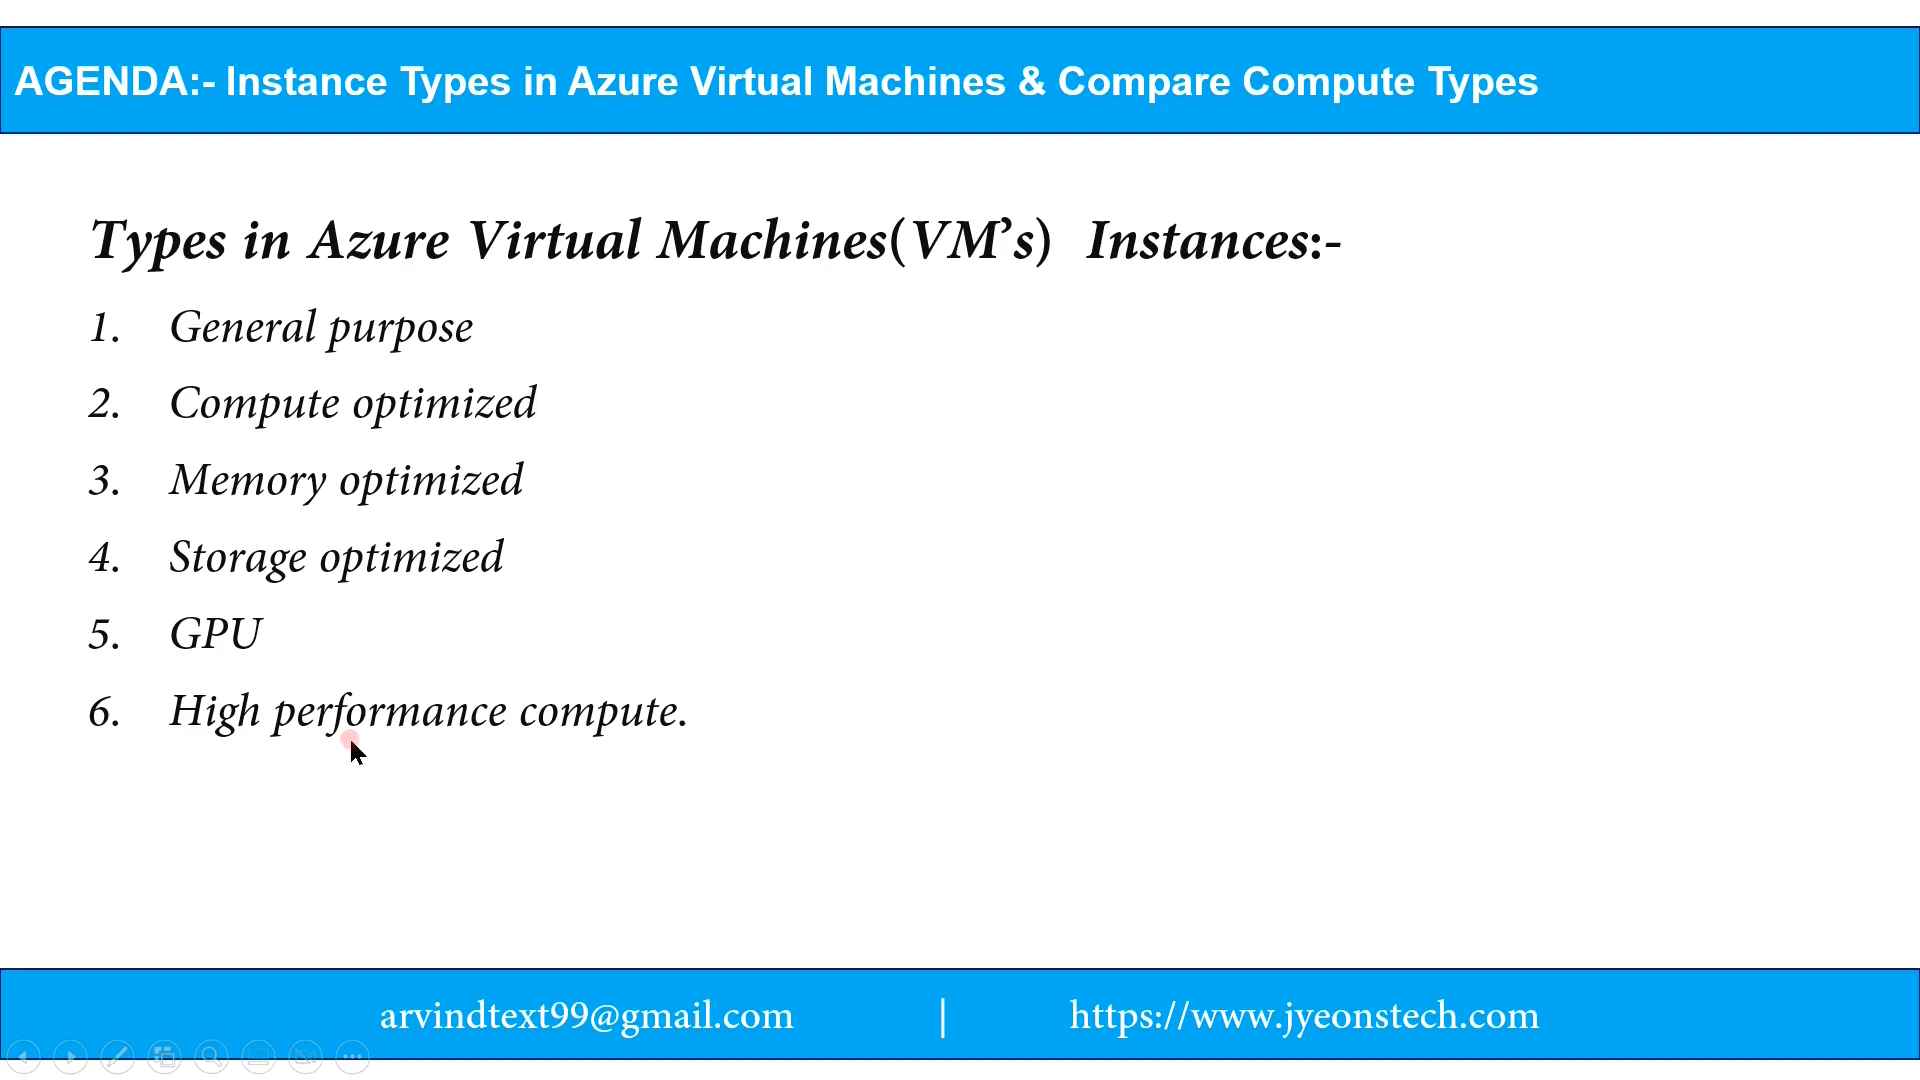 AGENDA:- Instance Types in Azure Virtual Machines & Compare Compute Types
Types in Azure Virtual Machines(VM’s) Instances:-
1. General purpose
2. Compute optimized
3. Memory optimized
4. Storage optimized
5. GPU
6. High performance compute.
arvindtext99@gmail.com | https://www.jyeonstech.com